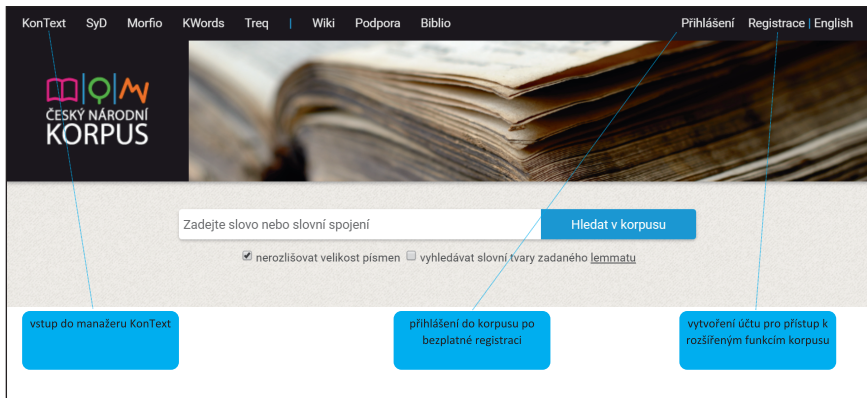 KonText SyD Morfio KWords Treq | Wiki Podpora Biblio Přihlášení Registrace | English
ČESKÝ NÁRODNÍ
KORPUS
Zadejte slovo nebo slovní spojení Hledat v korpusu
nerozlišovat velikost písmen vyhledávat slovní tvary zadaného lemmatu
vstup do manažeru KonText
přihlášení do korpusu po
bezplatné registraci
vytvoření účtu pro přístup k
rozšířeným funkcím korpusu